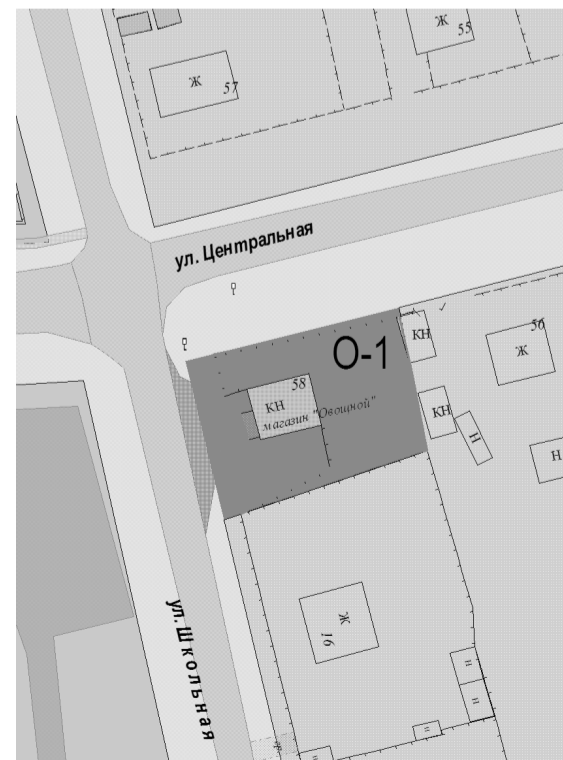 Ж
55
Ж
57
ул. Центральная
О-1
КН
56
Ж
58
КН
магазин "Овощной"
КН
Н
Н
ул. Школьная
Ж
16
Н
Н
Н
Н